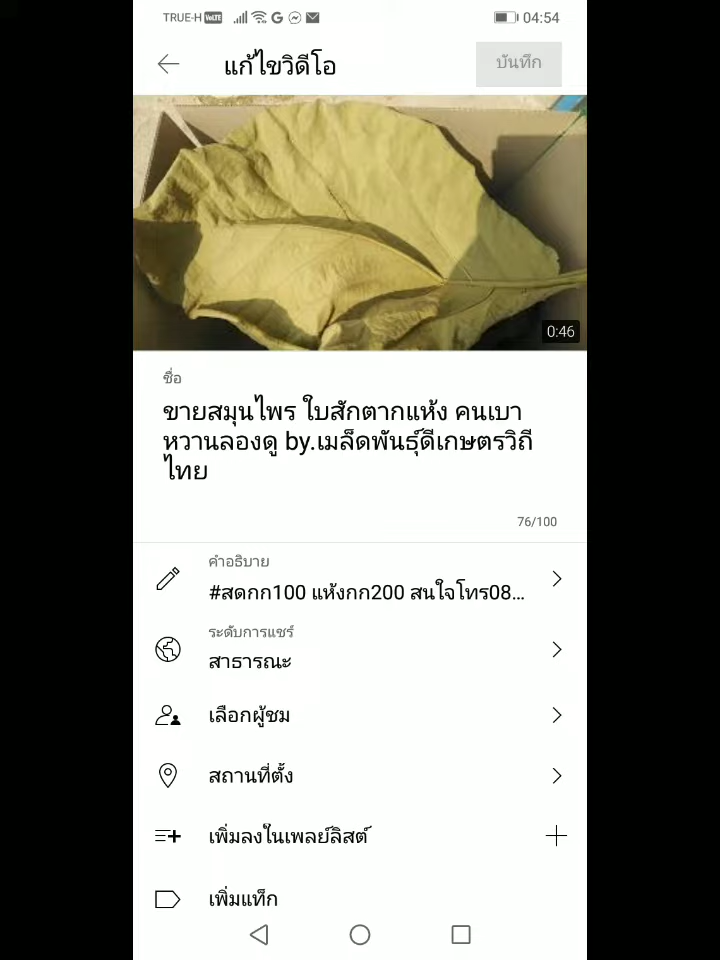 TRUE-H VoLTE G 04:54
แก้ไขวิดีโอ บันทึก
0:46
ชื่อ
ขายสมุนไพร ใบสักตากแห้ง คนเบา
หวานลองดู by.เมล็ดพันธุ์ดีเกษตรวิถี
ไทย
76/100
คำอธิบาย
#สดกก100 แห้งกก200 สนใจโทร08...
ระดับการแชร์
สาธารณะ
เลือกผู้ชม
สถานที่ตั้ง
เพิ่มลงในเพลย์ลิสต์
เพิ่มแท็ก